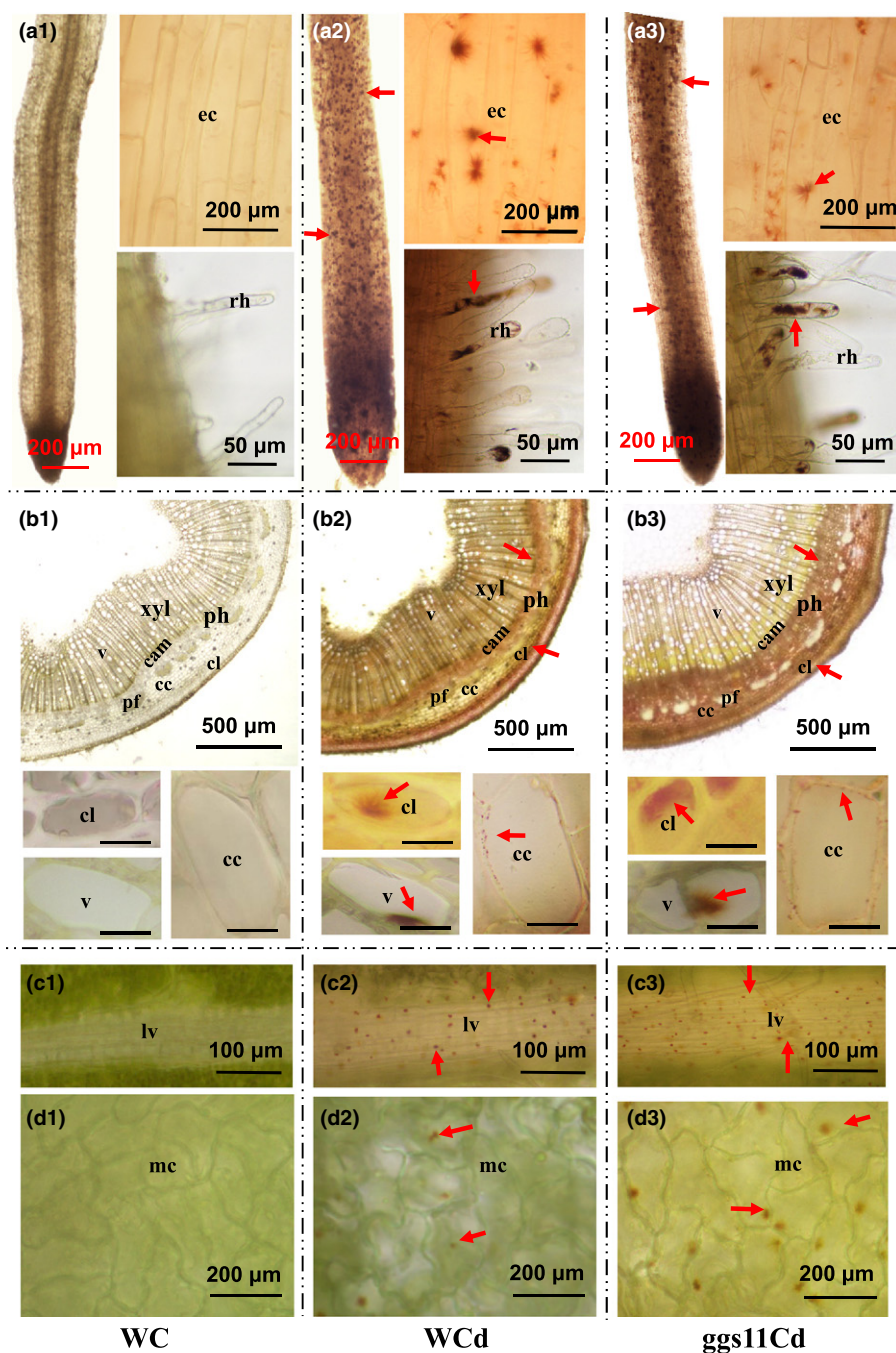 (a1)
ec
200 µm
rh
200 µm
50 µm
(a2)
ec
200 µm
rh
200 µm
50 µm
(a3)
ec
200 µm
rh
200 µm
50 µm
(b1)
xyl
ph
v
cam
cl
cc
pf
500 µm
cl
cc
v
(b2)
xyl
ph
v
cam
cl
cc
pf
500 µm
cl
cc
v
(b3)
xyl
ph
v
cam
cl
pf
cc
500 µm
cl
cc
v
(c1)
lv
100 µm
(c2)
lv
100 µm
(c3)
lv
100 µm
(d1)
mc
200 µm
(d2)
mc
200 µm
(d3)
mc
200 µm
WC
WCd
ggs11Cd